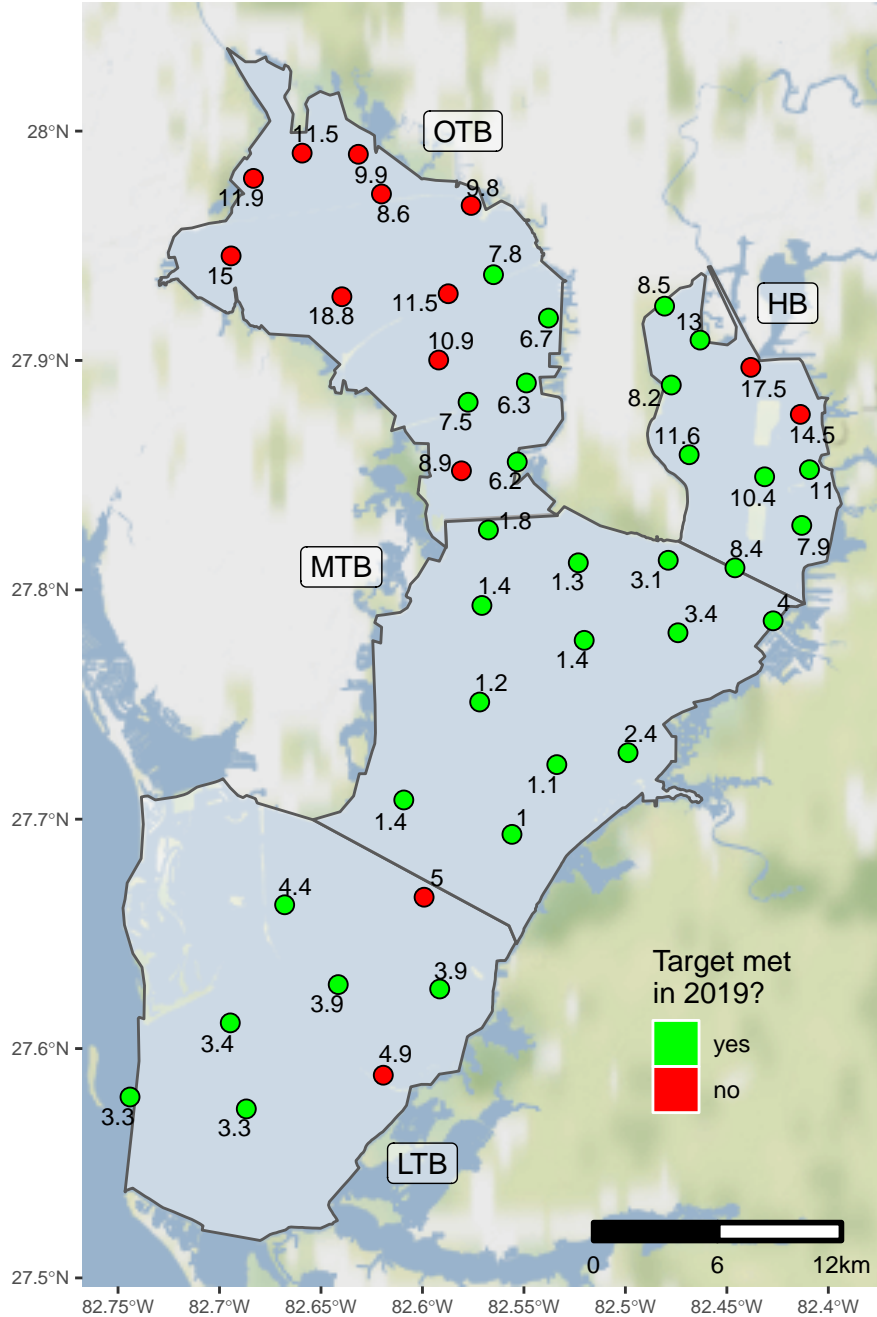 OTB
28°N
11.5
9.9
11.9
8.6
9.8
7.8
15
8.5
HB
18.8
11.5
6.7
13
27.9°N
10.9
17.5
8.2
6.3
7.5
14.5
11.6
8.9
6.2
10.4
11
1.8
7.9
MTB
1.3
3.1
8.4
27.8°N
1.4
4
3.4
1.4
1.2
2.4
1.1
1.4
1
27.7°N
5
4.4
3.9
3.9
Target met
in 2019?
3.4
yes
27.6°N
4.9
no
3.3
3.3
LTB
0
6
12km
27.5°N
82.75°W
82.7°W
82.65°W
82.6°W
82.55°W
82.5°W
82.45°W
82.4°W